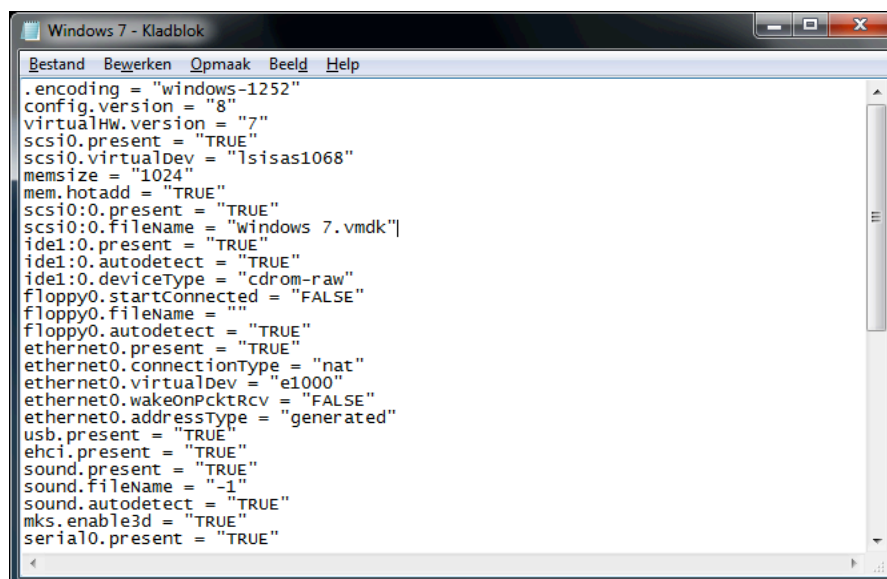 Windows 7 - Kladblok
Bestand Bewerken Opmaak Beeld Help
.encoding = "windows-1252"
config.version = "8"
virtualHW.version = "7"
scsi0.present = "TRUE"
scsi0.virtualDev = "lsisas1068"
memsize = "1024"
mem.hotadd = "TRUE"
scsi0:0.present = "TRUE"
scsi0:0.fileName = "Windows 7.vmdk"
ide1:0.present = "TRUE"
ide1:0.autodetect = "TRUE"
ide1:0.deviceType = "cdrom-raw"
floppy0.startConnected = "FALSE"
floppy0.fileName = ""
floppy0.autodetect = "TRUE"
ethernet0.present = "TRUE"
ethernet0.connectionType = "nat"
ethernet0.virtualDev = "e1000"
ethernet0.wakeOnPcktRcv = "FALSE"
ethernet0.addressType = "generated"
usb.present = "TRUE"
ehci.present = "TRUE"
sound.present = "TRUE"
sound.fileName = "-1"
sound.autodetect = "TRUE"
mks.enable3d = "TRUE"
serial0.present = "TRUE"